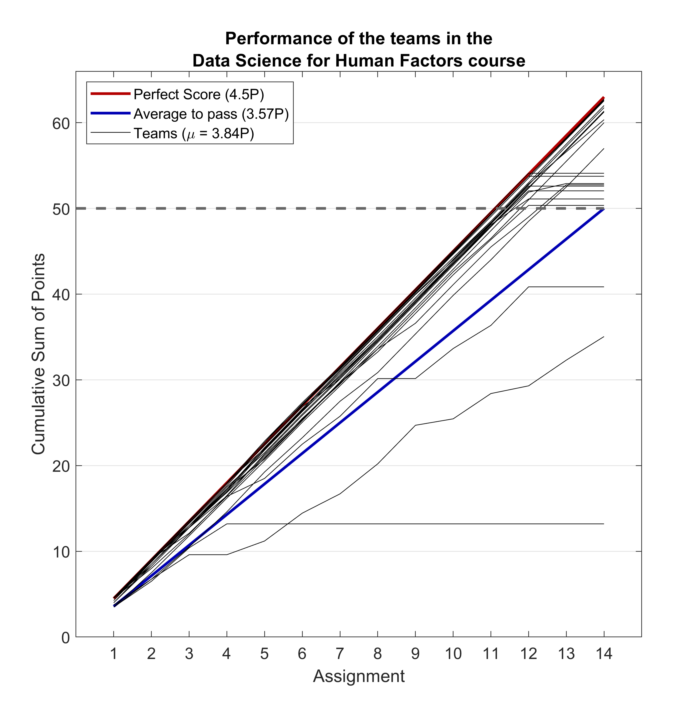 Performance of the teams in the
Data Science for Human Factors course
Perfect Score (4.5P)
Average to pass (3.57P)
Teams (μ = 3.84P)
60
50
40
30
20
10
0
Cumulative Sum of Points
1 2 3 4 5 6 7 8 9 10 11 12 13 14
Assignment